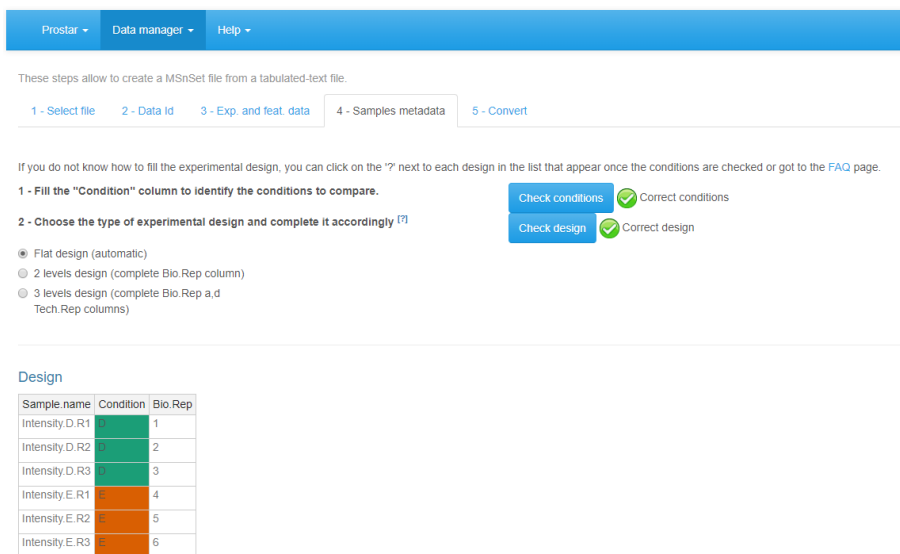 Prostar Data manager Help
These steps allow to create a MSnSet file from a tabulated-text file.
1 - Select file 2 - Data Id 3 - Exp. and feat. data 4 - Samples metadata 5 - Convert
If you do not know how to fill the experimental design, you can click on the '?' next to each design in the list that appear once the conditions are checked or got to the FAQ page.
1 - Fill the "Condition" column to identify the conditions to compare.
Check conditions Correct conditions
2 - Choose the type of experimental design and complete it accordingly [?]
Check design Correct design
Flat design (automatic)
2 levels design (complete Bio.Rep column)
3 levels design (complete Bio.Rep a,d
Tech.Rep columns)
Design
Sample.name Condition Bio.Rep
Intensity.D.R1 D 1
Intensity.D.R2 D 2
Intensity.D.R3 D 3
Intensity.E.R1 E 4
Intensity.E.R2 E 5
Intensity.E.R3 E 6